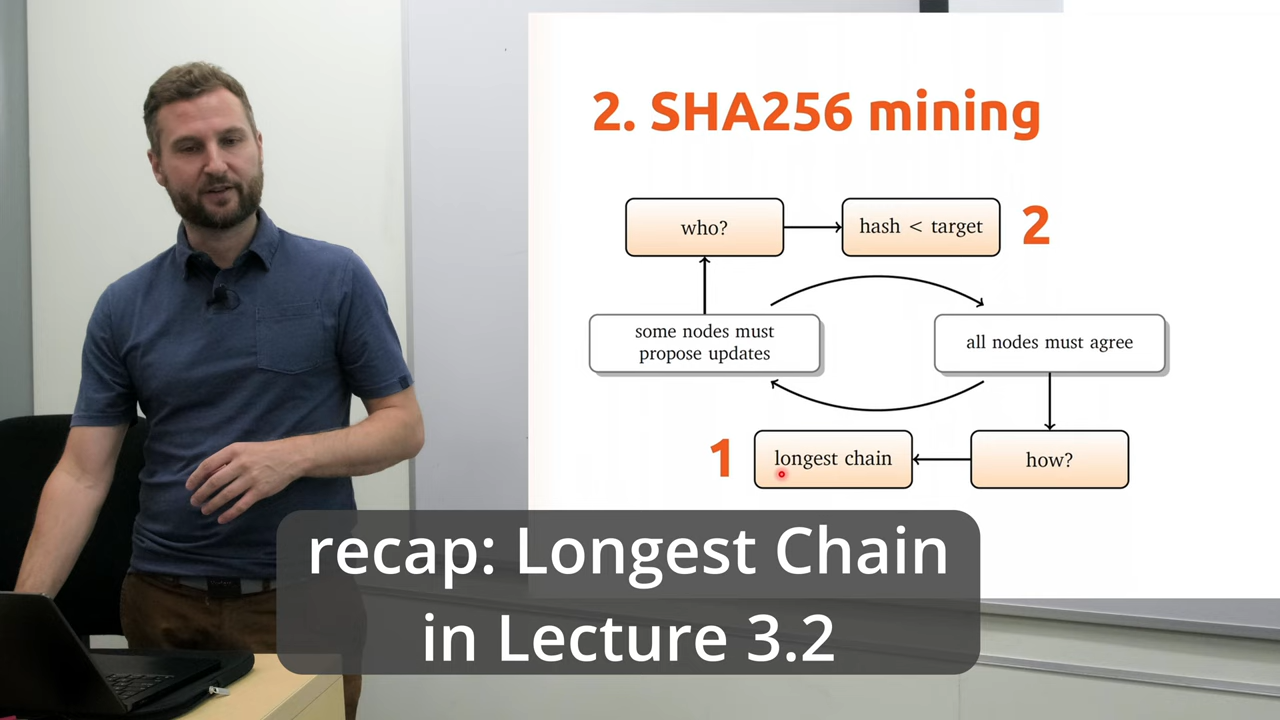 2. SHA256 mining
who?
hash < target
2
some nodes must
propose updates
all nodes must agree
1
longest chain
how?
recap: Longest Chain
in Lecture 3.2